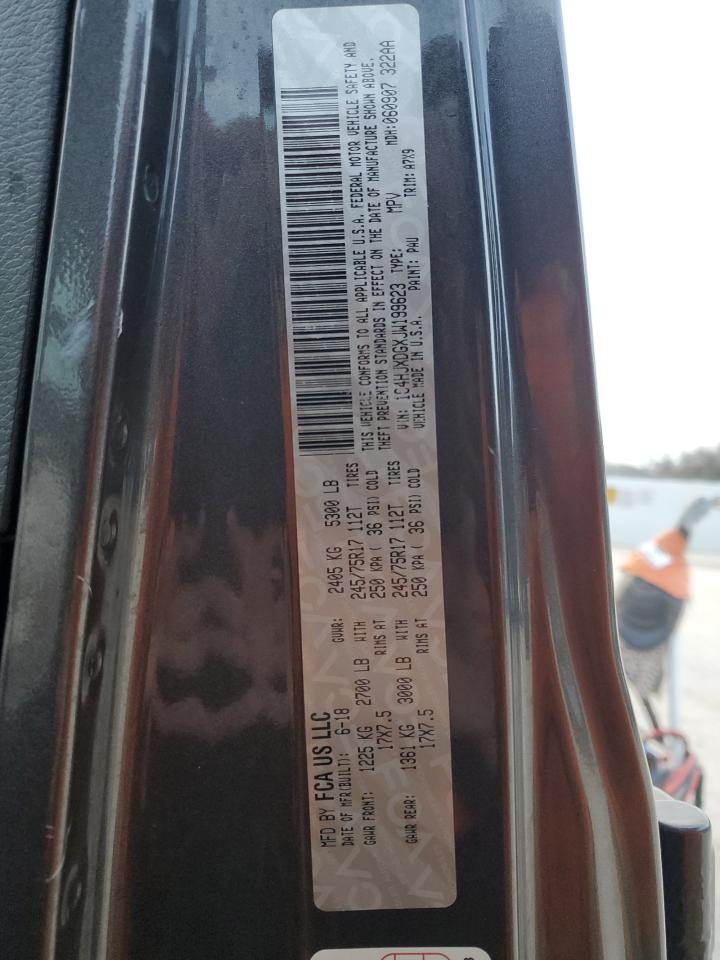 MFD BY FCA US LLC
DATE OF MFR(BUILT): 6-18 GVWR: 2405 KG 5300 LB
GAWR FRONT: 1225 KG 2700 LB WITH 245/75R17 112T TIRES
17X7.5 RIMS AT 250 KPA ( 36 PSI) COLD
GAWR REAR: 1361 KG 3000 LB WITH 245/75R17 112T TIRES
17X7.5 RIMS AT 250 KPA ( 36 PSI) COLD
THIS VEHICLE CONFORMS TO ALL APPLICABLE U.S.A. FEDERAL MOTOR VEHICLE SAFETY AND
THEFT PREVENTION STANDARDS IN EFFECT ON THE DATE OF MANUFACTURE SHOWN ABOVE.
VIN: 1C4HJXDGXJW199623 TYPE: MPV MDH:060907 322AA
VEHICLE MADE IN U.S.A. PAINT: PAU TRIM: A7X9